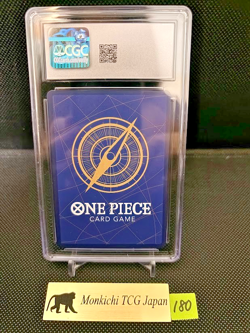 CGC
ONE PIECE
CARD GAME
Monkichi TCG Japan
180